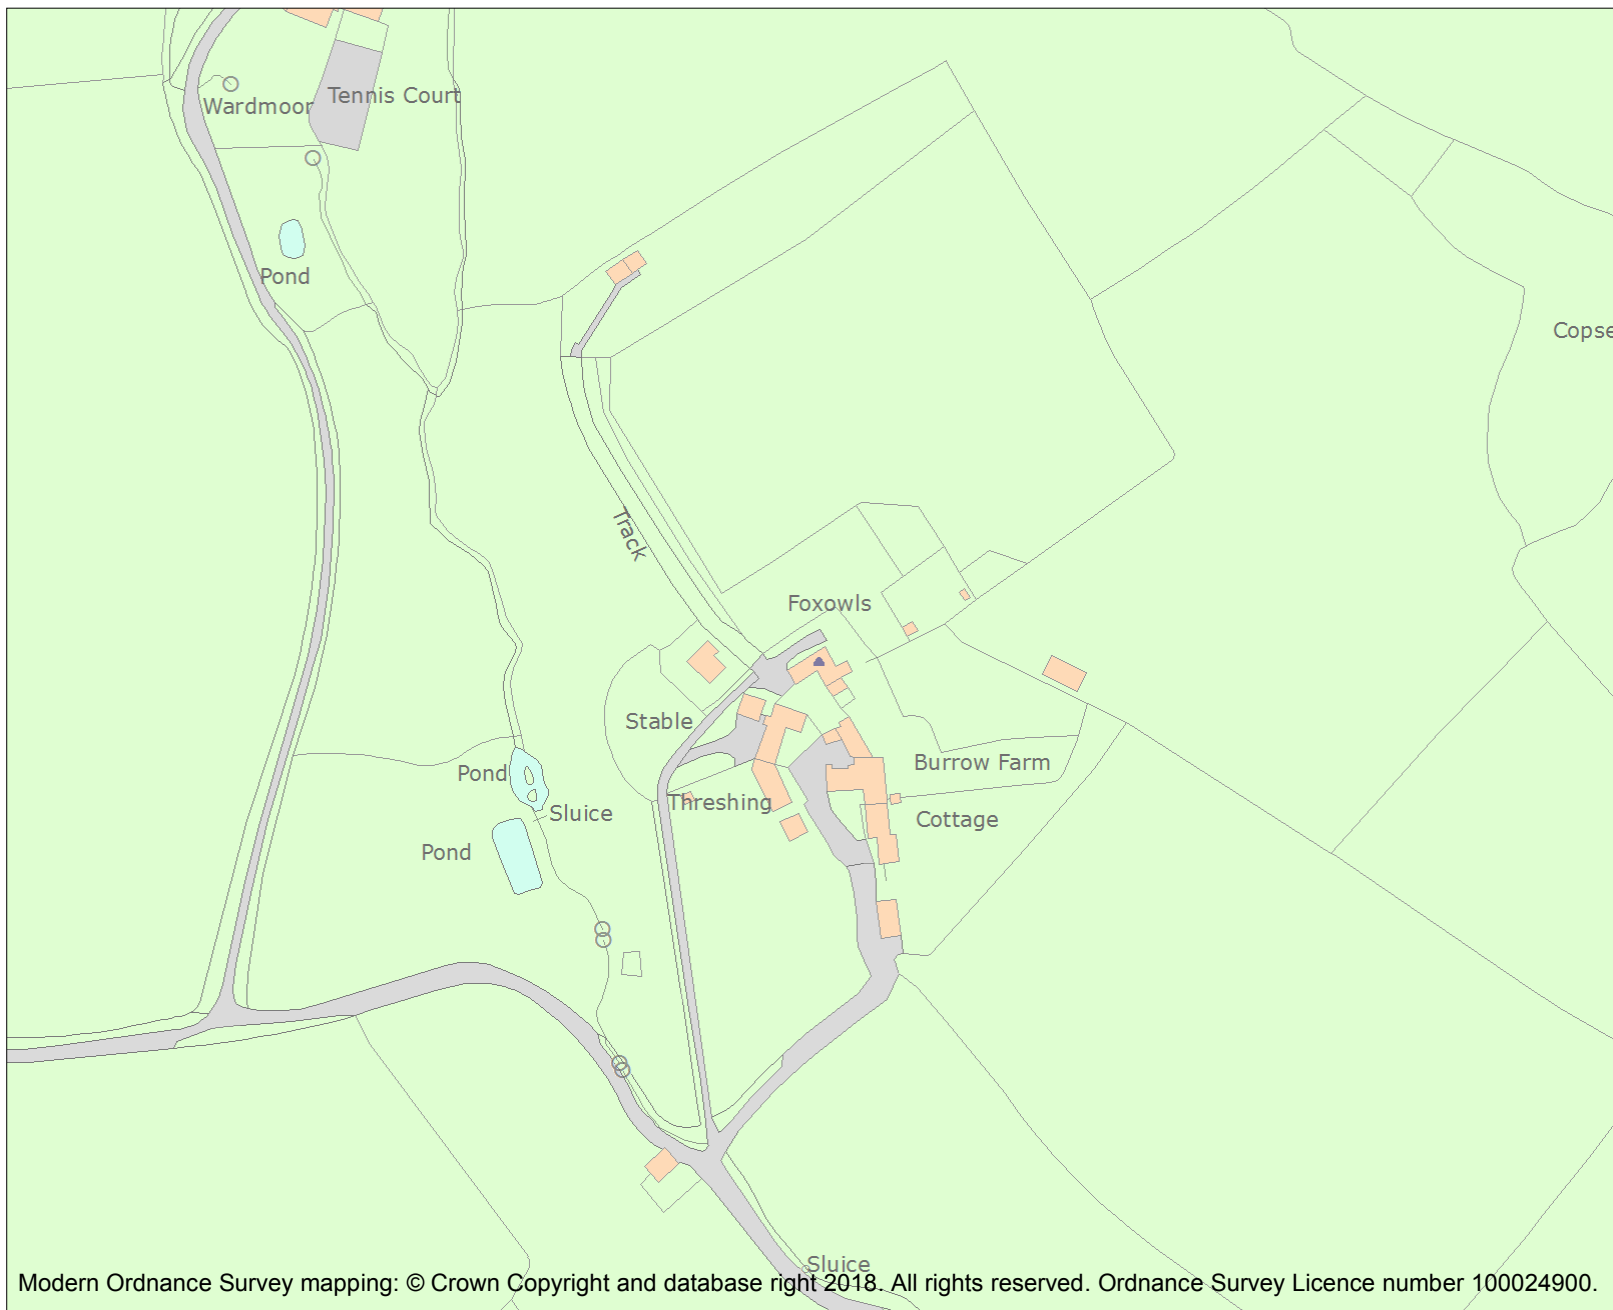 Tennis Court
Wardmoor
Pond
Copse
Track
Foxowls
Stable
Burrow Farm
Pond
Threshing
Sluice
Cottage
Pond
Sluice
Modern Ordnance Survey mapping: © Crown Copyright and database right 2018. All rights reserved. Ordnance Survey Licence number 100024900.